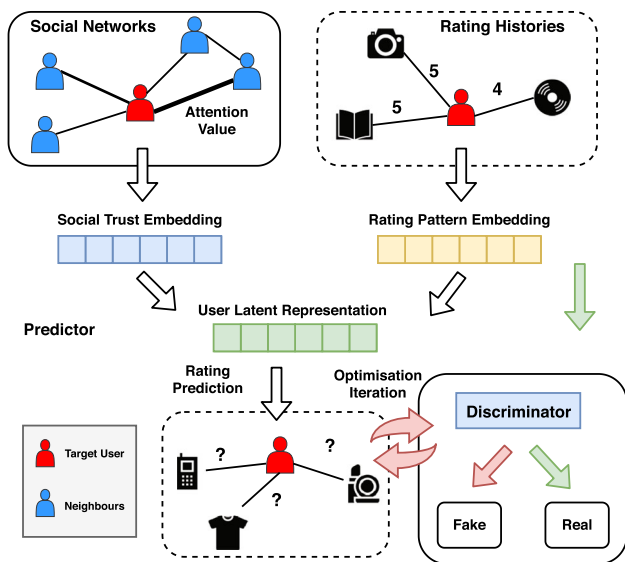 Social Networks
Attention
Value
Rating Histories
5
4
5
Social Trust Embedding
Rating Pattern Embedding
User Latent Representation
Predictor
Rating
Prediction
Optimisation
Iteration
Discriminator
Fake
Real
?
?
?
Target User
Neighbours